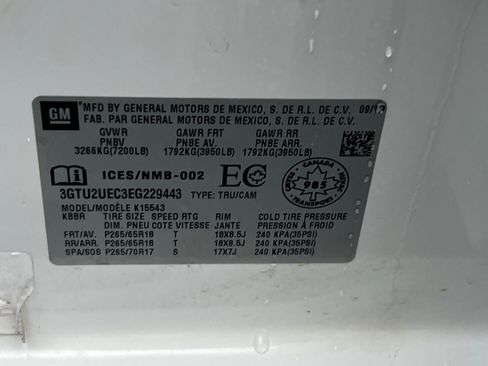 GM
*MFD BY GENERAL MOTORS DE MEXICO, S. DE R.L. DE C.V. 09/13
FAB. PAR GENERAL MOTORS DE MEXICO, S. DE R.L. DE C.V.
GVWR GAWR FRT GAWR RR
PNBV PNBE AV. PNBE ARR.
3266KG(7200LB) 1792KG(3950LB) 1792KG(3950LB)
ICES/NMB-002 EC
CANADA
985
TRANSPORT
3GTU2UEC3EG229443 TYPE: TRU/CAM
MODEL/MODÈLE K15543
KBBR TIRE SIZE SPEED RTG RIM COLD TIRE PRESSURE
DIM. PNEU COTE VITESSE JANTE PRESSION À FROID
FRT/AV. P265/65R18 T 18X8.5J 240 KPA(35PSI)
RR/ARR. P265/65R18 T 18X8.5J 240 KPA(35PSI)
SPA/SOS P265/70R17 S 17X7J 240 KPA(35PSI)